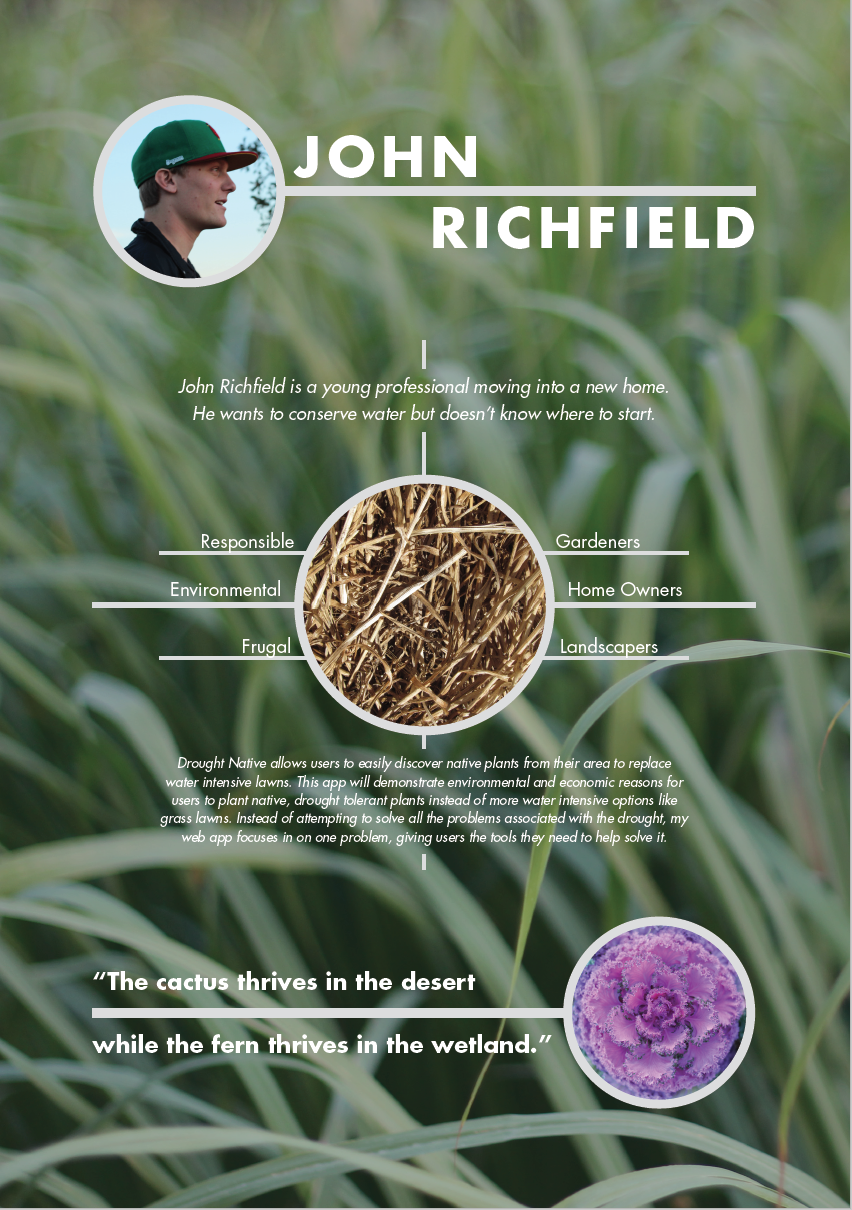 JOHN
RICHFIELD
John Richfield is a young professional moving into a new home.
He wants to conserve water but doesn’t know where to start.
Responsible
Gardeners
Environmental
Home Owners
Frugal
Landscapers
Drought Native allows users to easily discover native plants from their area to replace
water intensive lawns. This app will demonstrate environmental and economic reasons for
users to plant native, drought tolerant plants instead of more water intensive options like
grass lawns. Instead of attempting to solve all the problems associated with the drought, my
web app focuses in on one problem, giving users the tools they need to help solve it.
“The cactus thrives in the desert
while the fern thrives in the wetland.”